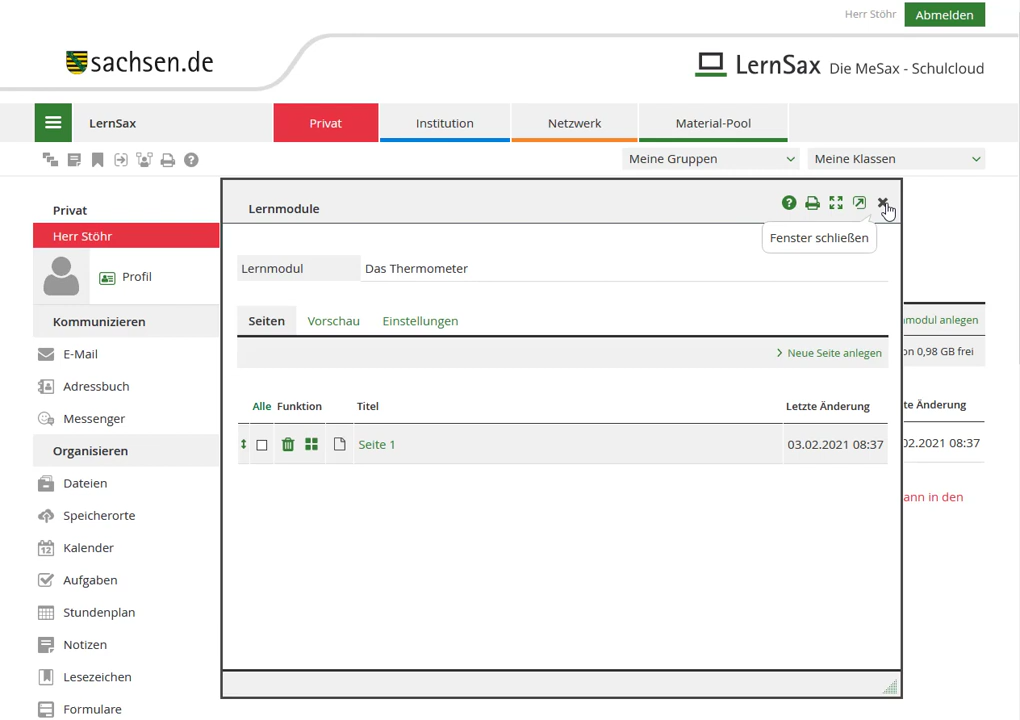 Herr Stöhr
Abmelden
sachsen.de
LernSax Die MeSax - Schulcloud
LernSax
Privat
Institution
Netzwerk
Material-Pool
Meine Gruppen
Meine Klassen
Privat
Herr Stöhr
Profil
Kommunizieren
E-Mail
Adressbuch
Messenger
Organisieren
Dateien
Speicherorte
12
Kalender
Aufgaben
Stundenplan
Notizen
Lesezeichen
Formulare
Lernmodule
Fenster schließen
Lernmodul
Das Thermometer
Seiten
Vorschau
Einstellungen
Neue Seite anlegen
Alle Funktion
Titel
Letzte Änderung
Seite 1
03.02.2021 08:37
modul anlegen
on 0,98 GB frei
te Änderung
02.2021 08:37
ann in den